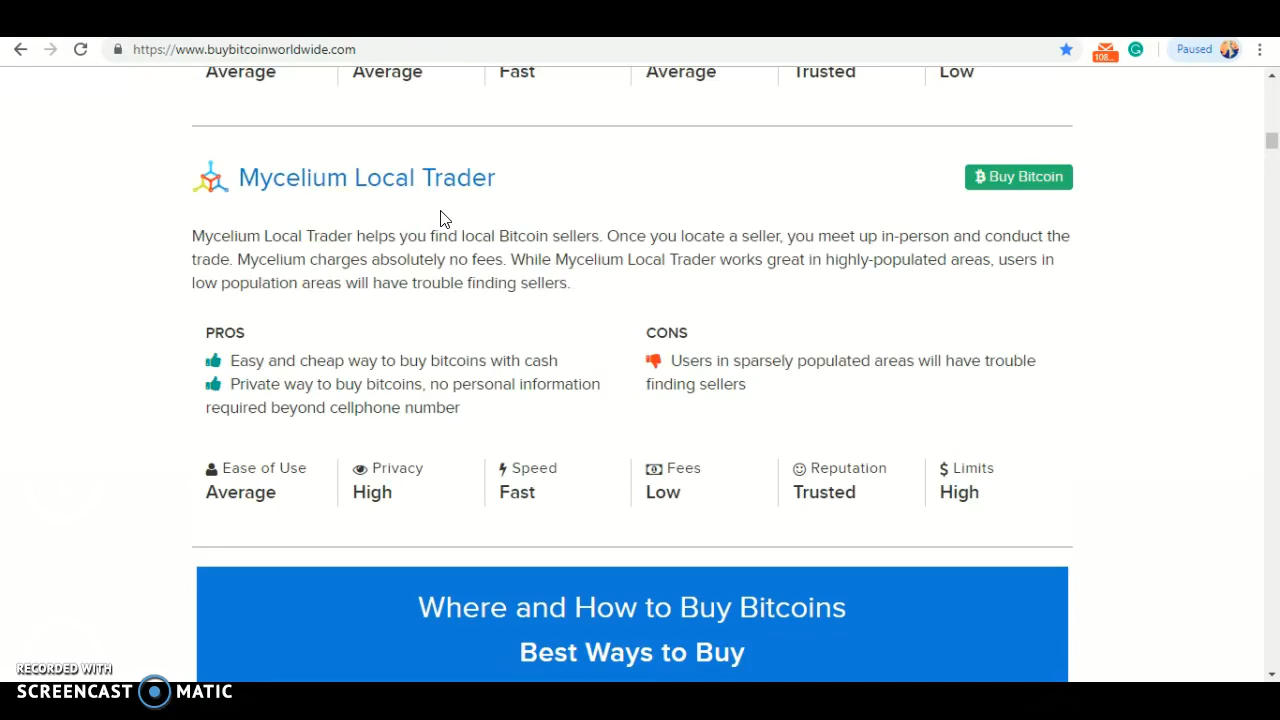 https://www.buybitcoinworldwide.com
Paused
108...
Average Average Fast Average Trusted Low
Mycelium Local Trader
Buy Bitcoin
Mycelium Local Trader helps you find local Bitcoin sellers. Once you locate a seller, you meet up in-person and conduct the
trade. Mycelium charges absolutely no fees. While Mycelium Local Trader works great in highly-populated areas, users in
low population areas will have trouble finding sellers.
PROS
Easy and cheap way to buy bitcoins with cash
Private way to buy bitcoins, no personal information
required beyond cellphone number
CONS
Users in sparsely populated areas will have trouble
finding sellers
Ease of Use Privacy Speed Fees Reputation Limits
Average High Fast Low Trusted High
Where and How to Buy Bitcoins
Best Ways to Buy
RECORDED WITH
SCREENCAST MATIC